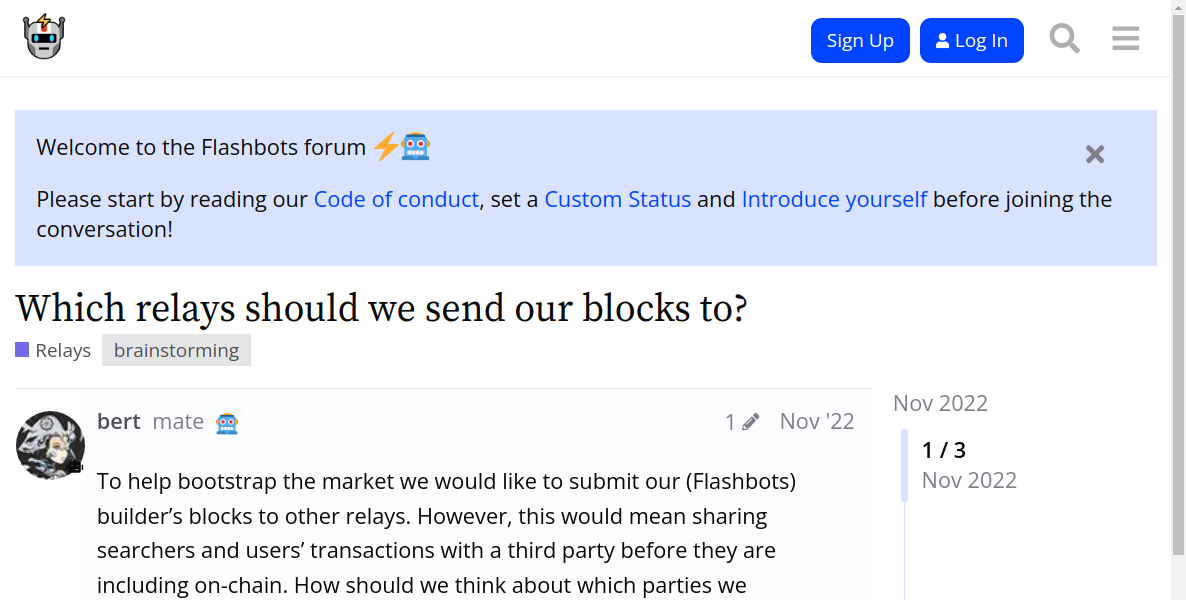 Sign Up
Log In
Welcome to the Flashbots forum
Please start by reading our Code of conduct, set a Custom Status and Introduce yourself before joining the
conversation!
Which relays should we send our blocks to?
Relays brainstorming
bert mate 1 Nov '22
Nov 2022
1 / 3
Nov 2022
To help bootstrap the market we would like to submit our (Flashbots)
builder’s blocks to other relays. However, this would mean sharing
searchers and users’ transactions with a third party before they are
including on-chain. How should we think about which parties we